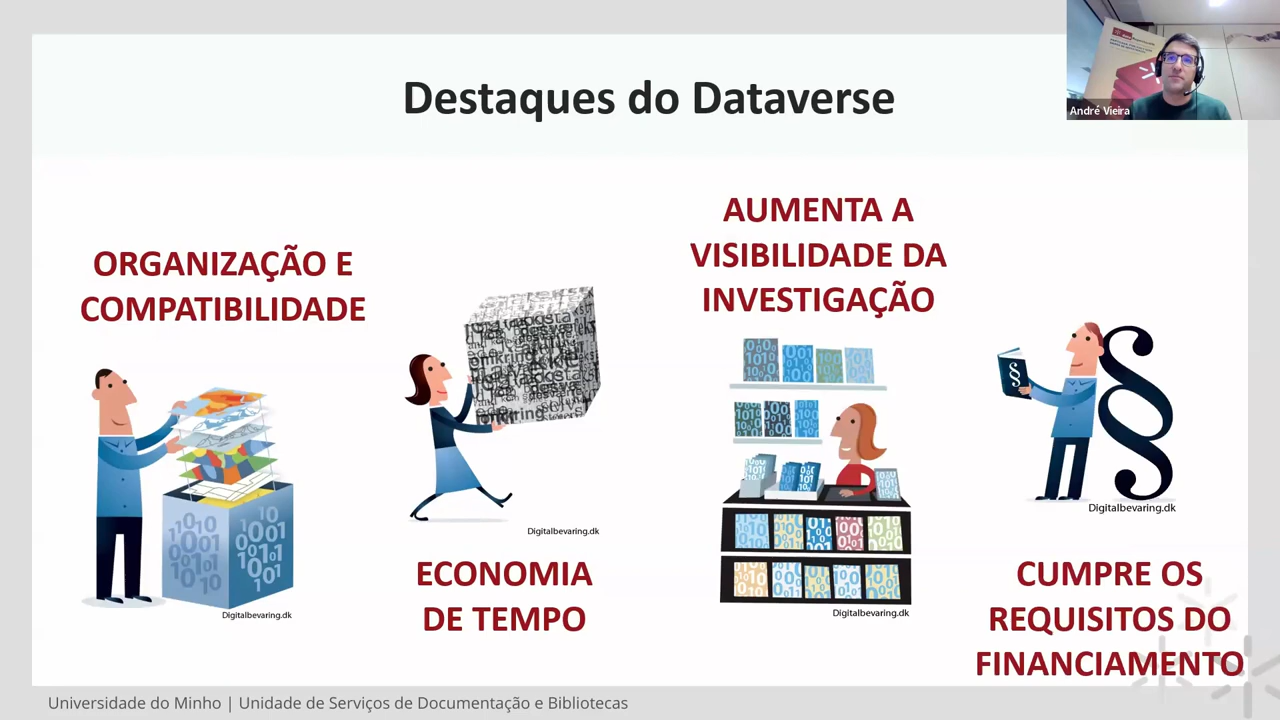 Destaques do Dataverse
André Vieira
ORGANIZAÇÃO E
COMPATIBILIDADE
Digitalbevaring.dk
ECONOMIA
DE TEMPO
Digitalbevaring.dk
AUMENTA A
VISIBILIDADE DA
INVESTIGAÇÃO
Digitalbevaring.dk
§
§
Digitalbevaring.dk
CUMPRE OS
REQUISITOS DO
FINANCIAMENTO
Universidade do Minho | Unidade de Serviços de Documentação e Bibliotecas